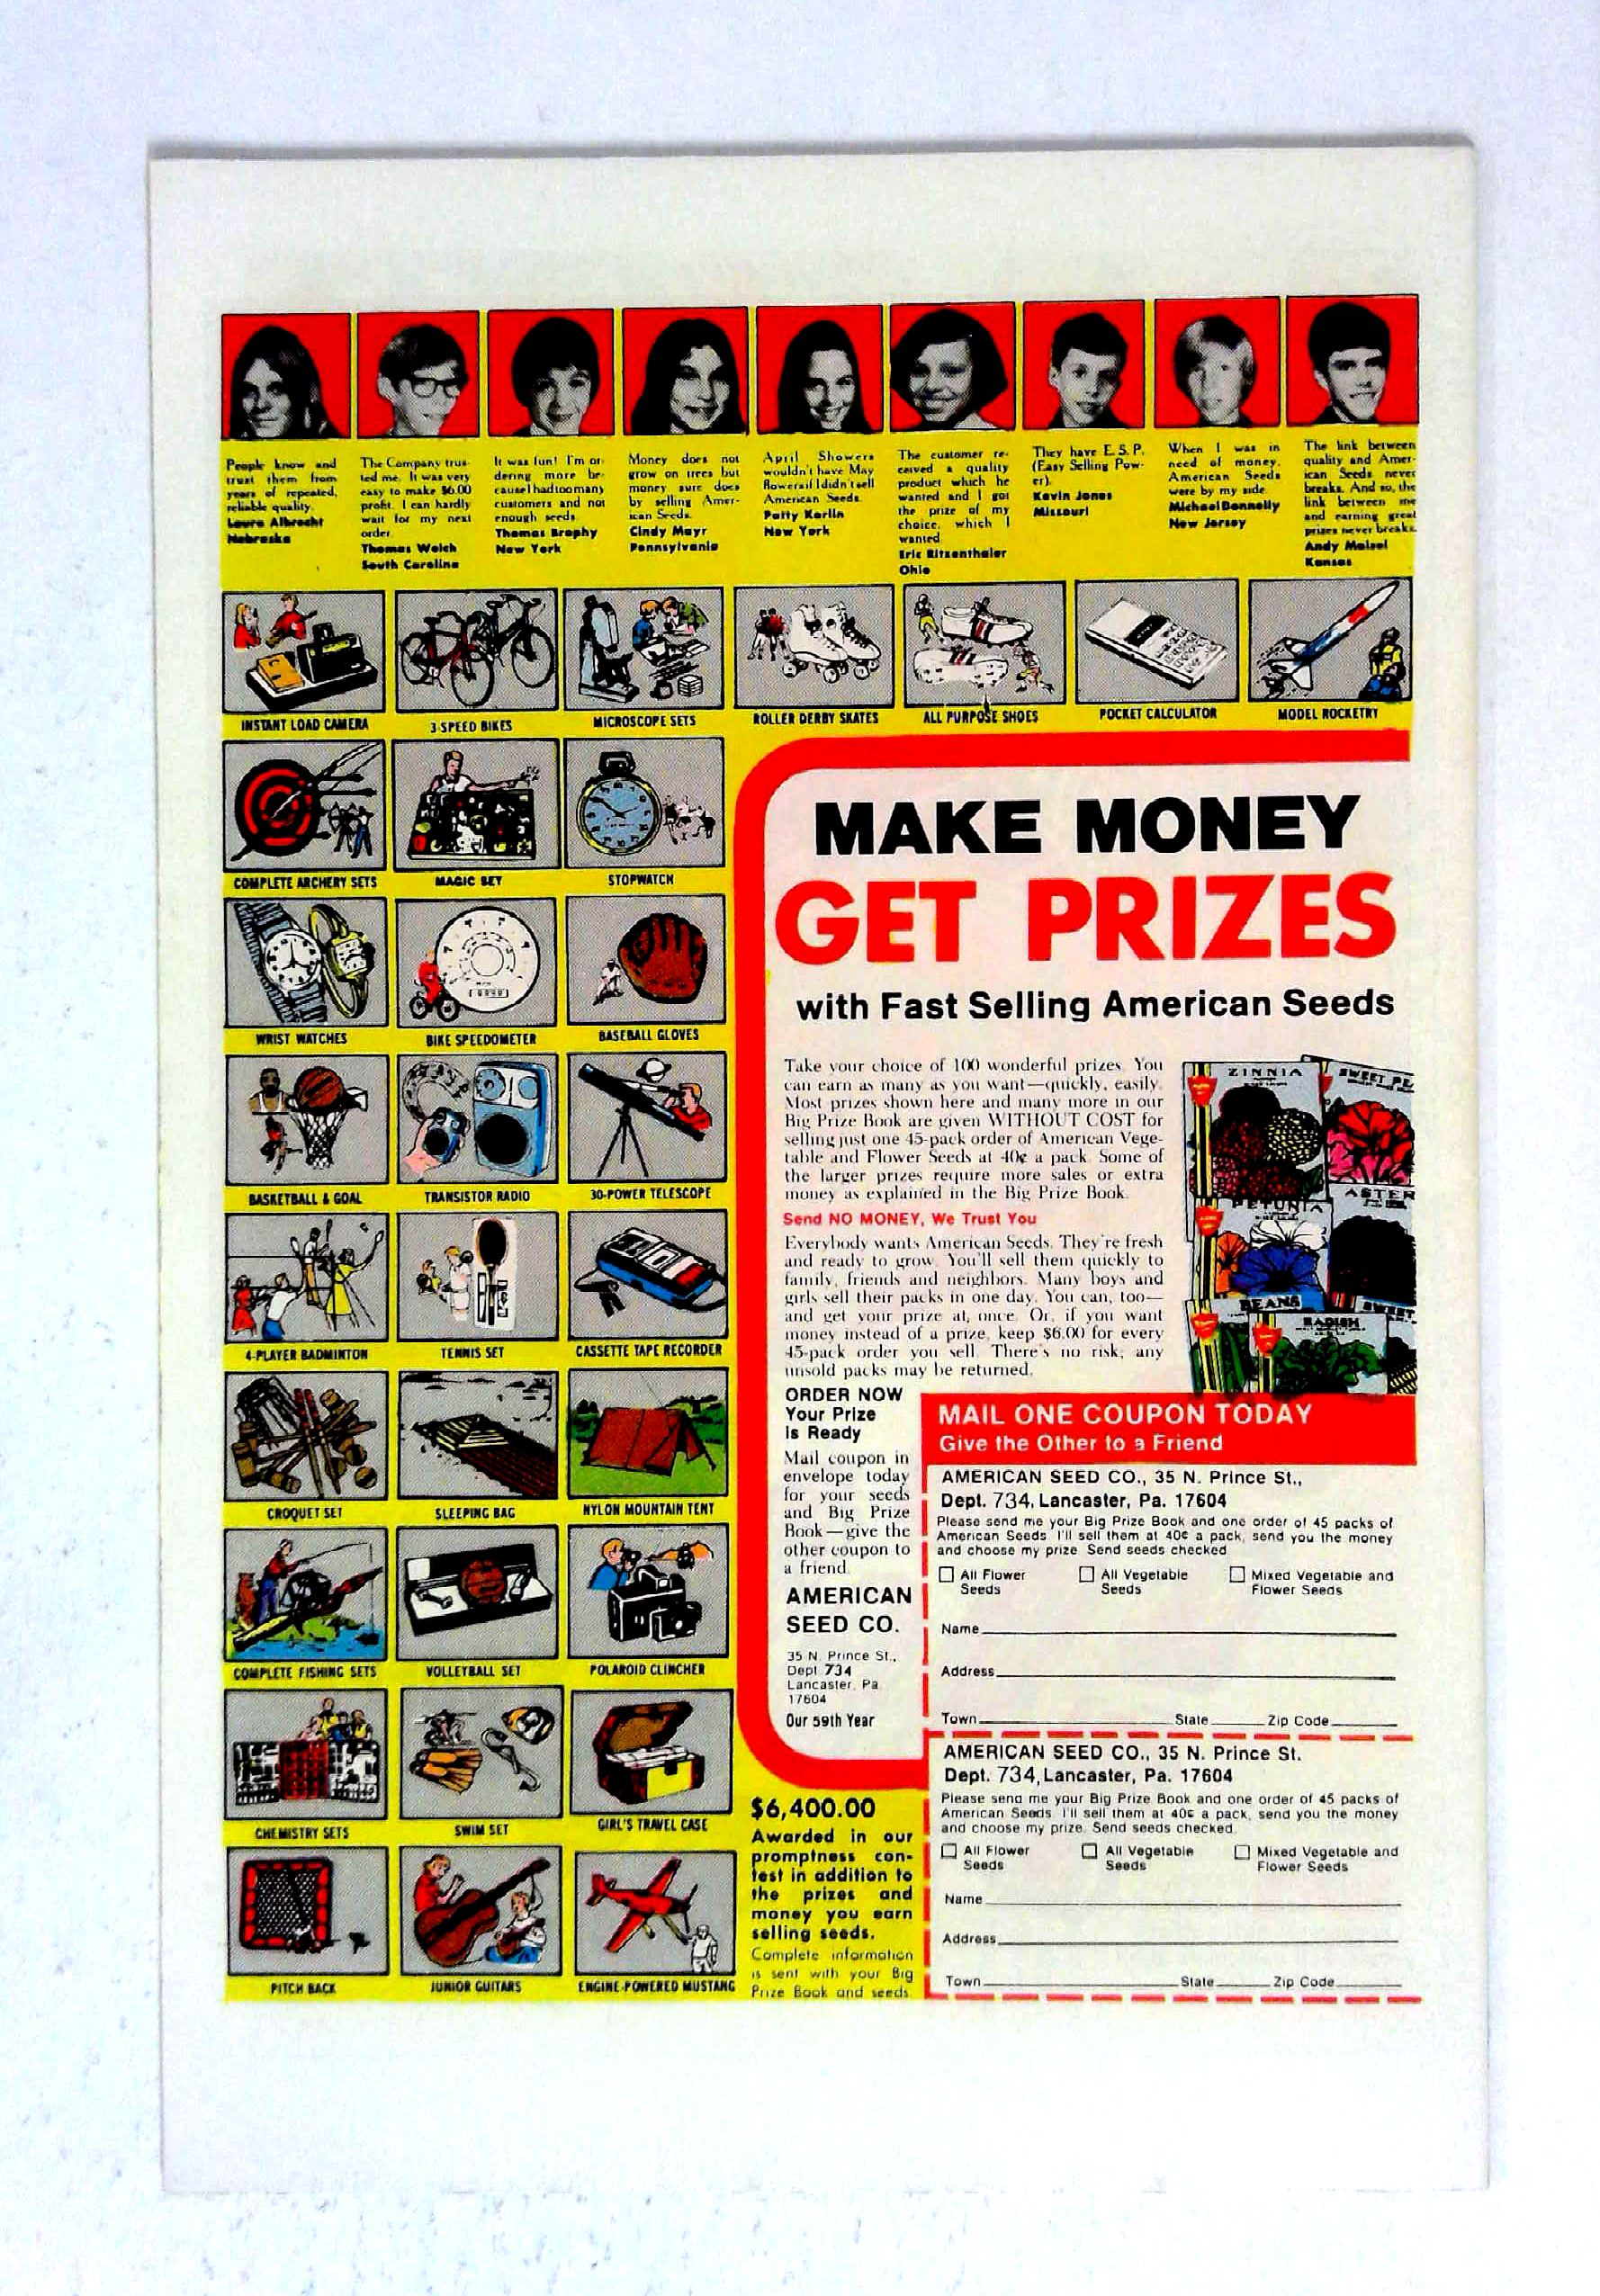 People know and
trust them from
years of repeated,
reliable quality.
Laura Albrecht
Nebraska
The Company trus-
ted me. It was very
easy to make $6.00
profit. I can hardly
wait for my next
order.
Thomas Welch
South Carolina
It was fun! I'm or-
dering more be-
cause I had too many
customers and not
enough seeds.
Thomas Brophy
New York
Money does not
grow on trees but
money sure does
by selling Amer-
ican Seeds.
Cindy Mayr
Pennsylvania
April Showers
wouldn't have May
flowers if I didn't sell
American Seeds.
Patty Karlin
New York
The customer re-
ceived a quality
product which he
wanted and I got
the prize of my
choice, which I
wanted.
Eric Ritzenthaler
Ohio
They have E.S.P.
(Easy Selling Pow-
er).
Kevin Jones
Missouri
When I was in
need of money,
American Seeds
were by my side.
Michael Donnelly
New Jersey
The link between
quality and Amer-
ican Seeds never
breaks. And so, the
link between me
and earning great
prizes never breaks.
Andy Maisel
Kansas
INSTANT LOAD CAMERA
3-SPEED BIKES
MICROSCOPE SETS
ROLLER DERBY SKATES
ALL PURPOSE SHOES
POCKET CALCULATOR
MODEL ROCKETRY
COMPLETE ARCHERY SETS
MAGIC SET
STOPWATCH
WRIST WATCHES
BIKE SPEEDOMETER
BASEBALL GLOVES
BASKETBALL & GOAL
TRANSISTOR RADIO
30-POWER TELESCOPE
4-PLAYER BADMINTON
TENNIS SET
CASSETTE TAPE RECORDER
CROQUET SET
SLEEPING BAG
NYLON MOUNTAIN TENT
COMPLETE FISHING SETS
VOLLEYBALL SET
POLAROID CLINCHER
CHEMISTRY SETS
SWIM SET
GIRL'S TRAVEL CASE
PITCH BACK
JUNIOR GUITARS
ENGINE-POWERED MUSTANG
MAKE MONEY
GET PRIZES
with Fast Selling American Seeds
Take your choice of 100 wonderful prizes. You
can earn as many as you want—quickly, easily.
Most prizes shown here and many more in our
Big Prize Book are given WITHOUT COST for
selling just one 45-pack order of American Vege-
table and Flower Seeds at 40¢ a pack. Some of
the larger prizes require more sales or extra
money as explained in the Big Prize Book.
Send NO MONEY, We Trust You
Everybody wants American Seeds. They're fresh
and ready to grow. You'll sell them quickly to
family, friends and neighbors. Many boys and
girls sell their packs in one day. You can, too—
and get your prize at once. Or, if you want
money instead of a prize, keep $6.00 for every
45-pack order you sell. There's no risk; any
unsold packs may be returned.
ZINNIA
SWEET PE
PETUNIA
ASTER
BEANS
RADISH
SWEET
ORDER NOW
Your Prize
is Ready
Mail coupon in
envelope today
for your seeds
and Big Prize
Book—give the
other coupon to
a friend.
AMERICAN
SEED CO.
35 N. Prince St.,
Dept. 734
Lancaster, Pa.
17604
Our 59th Year
MAIL ONE COUPON TODAY
Give the Other to a Friend
AMERICAN SEED CO., 35 N. Prince St.,
Dept. 734, Lancaster, Pa. 17604
Please send me your Big Prize Book and one order of 45 packs of
American Seeds. I'll sell them at 40¢ a pack, send you the money
and choose my prize. Send seeds checked.
All Flower Seeds
All Vegetable Seeds
Mixed Vegetable and Flower Seeds
Name
Address
Town State Zip Code
AMERICAN SEED CO., 35 N. Prince St.
Dept. 734, Lancaster, Pa. 17604
Please send me your Big Prize Book and one order of 45 packs of
American Seeds. I'll sell them at 40¢ a pack, send you the money
and choose my prize. Send seeds checked.
All Flower Seeds
All Vegetable Seeds
Mixed Vegetable and Flower Seeds
Name
Address
Town State Zip Code
$6,400.00
Awarded in our
promptness con-
test in addition to
the prizes and
money you earn
selling seeds.
Complete information
is sent with your Big
Prize Book and seeds.